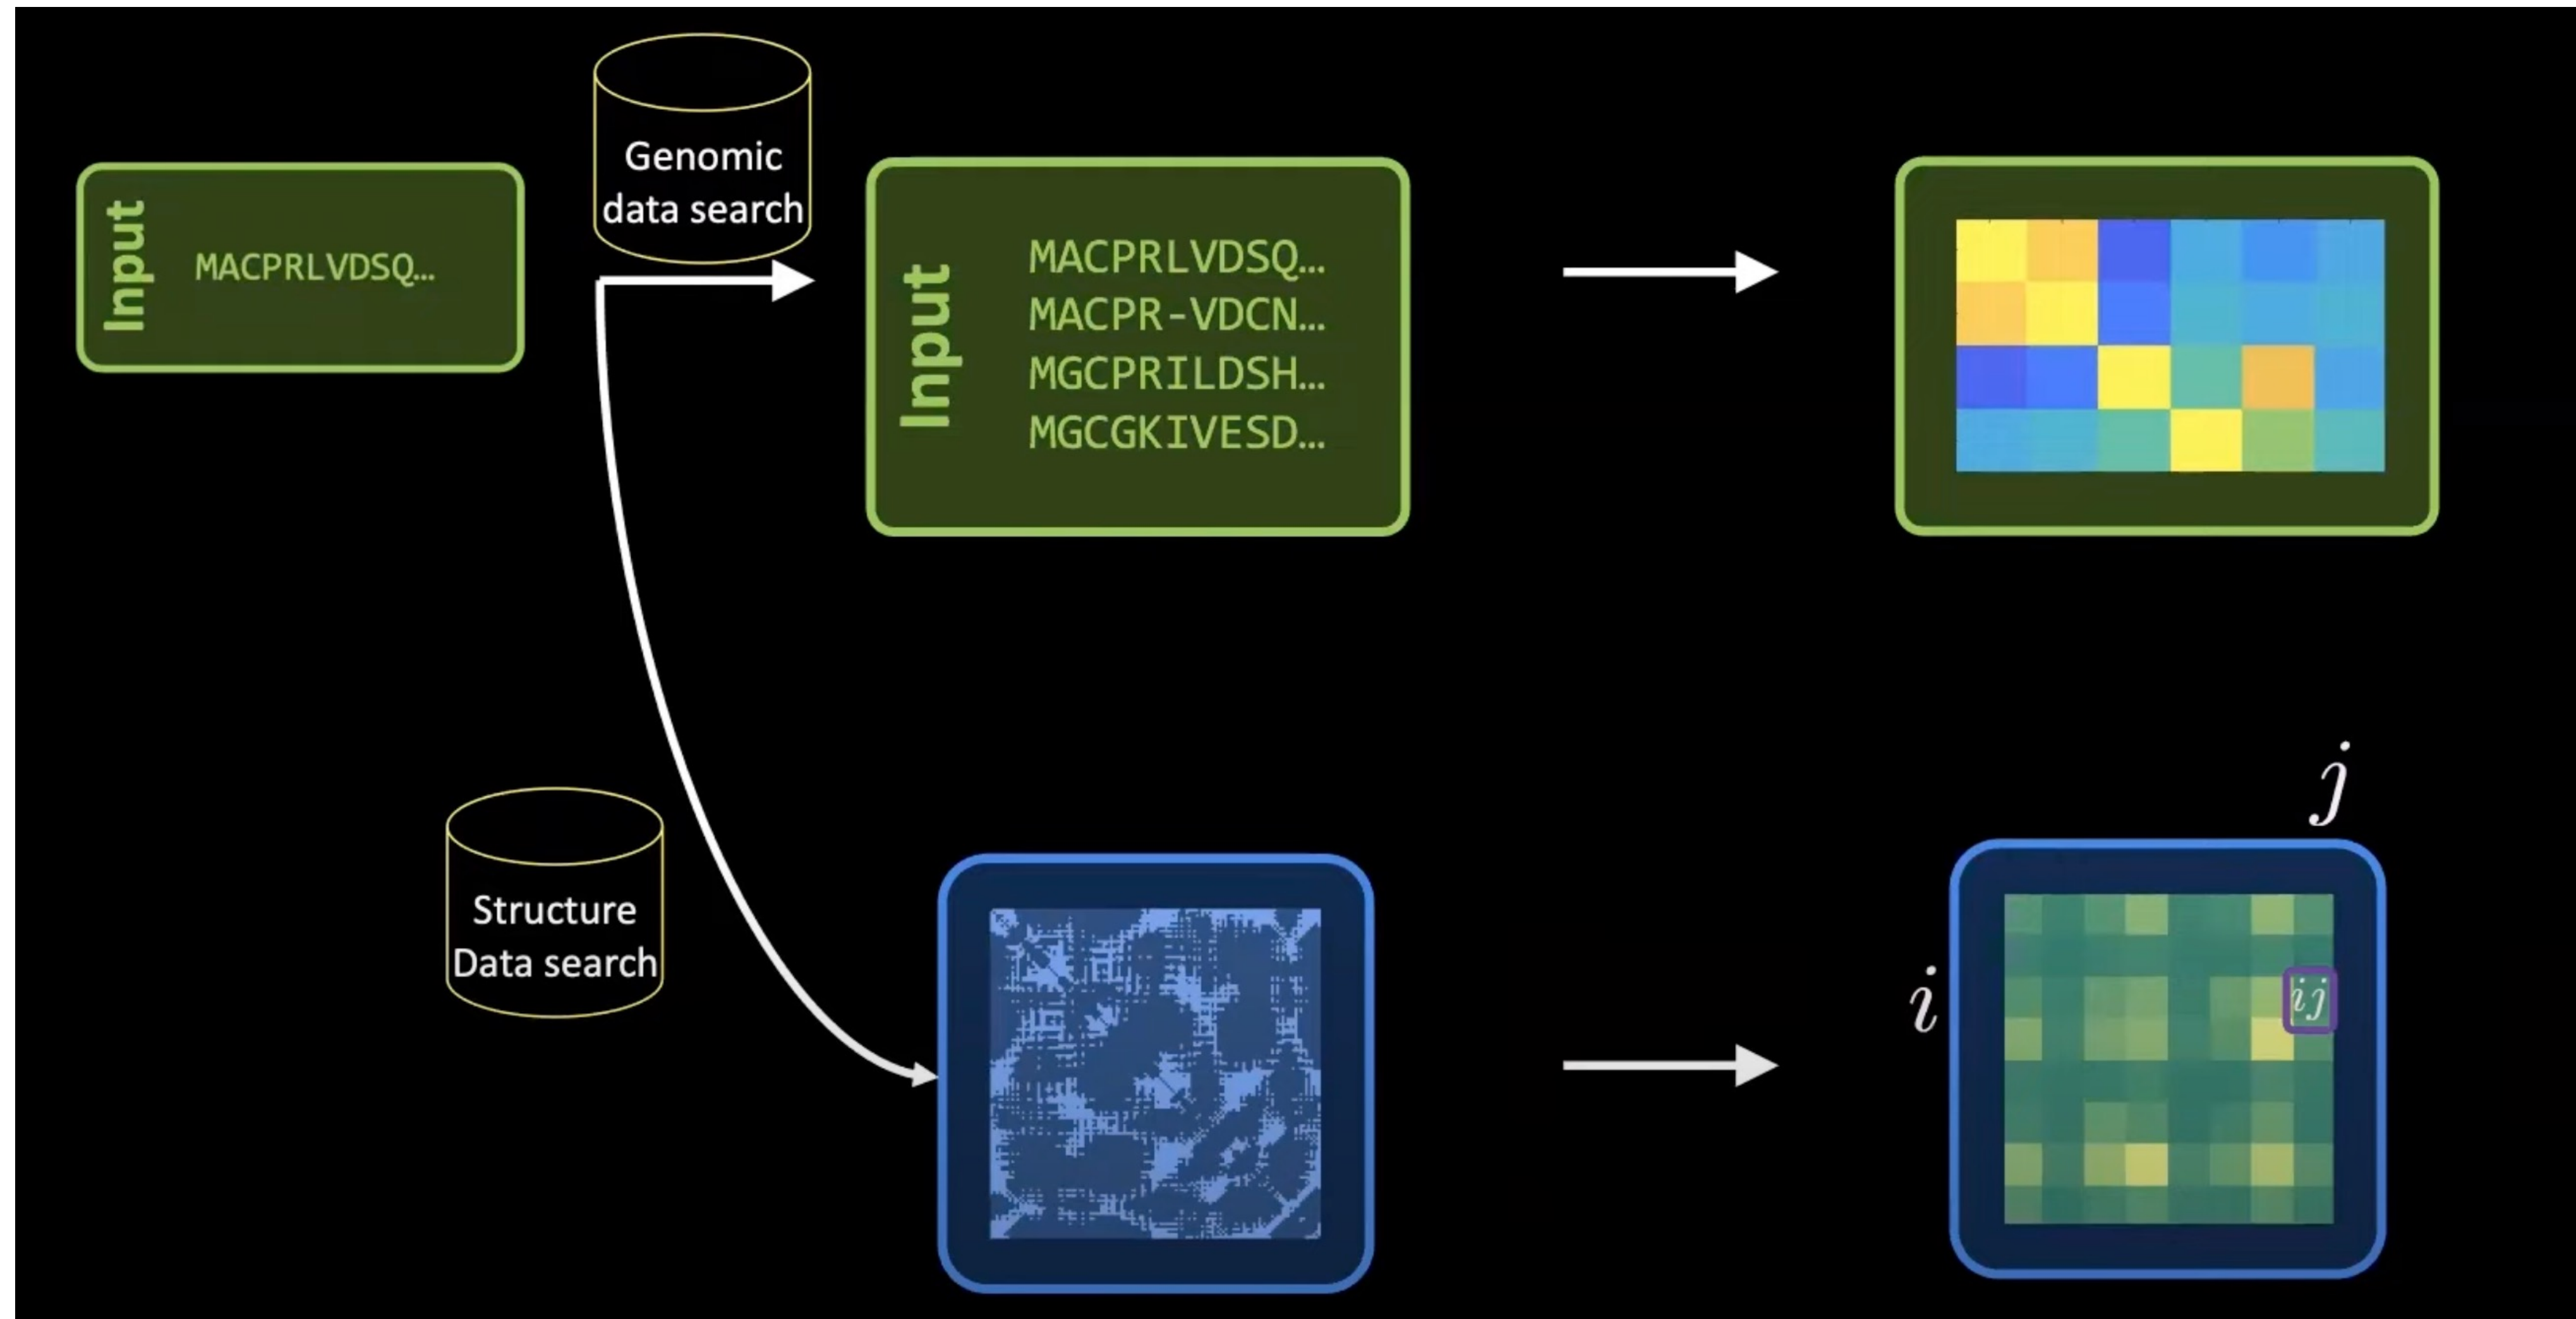 Genomic
data search
Input
MACPRLVDSQ…
Input
MACPRLVDSQ…
MACPR-VDCN…
MGCPRILDSH…
MGCGKIVESD…
Structure
Data search
j
i
ij